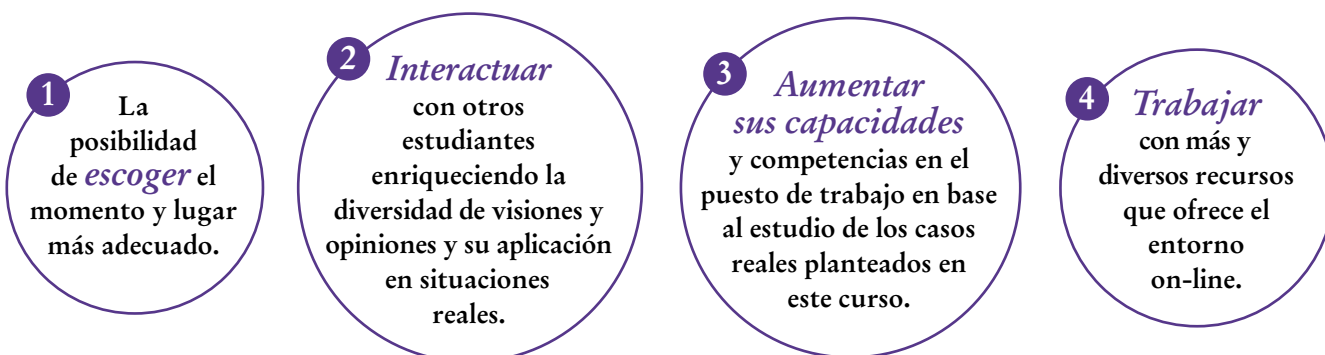 1
La
posibilidad
de escoger el
momento y lugar
más adecuado.
2
Interactuar
con otros
estudiantes
enriqueciendo la
diversidad de visiones y
opiniones y su aplicación
en situaciones
reales.
3
Aumentar
sus capacidades
y competencias en el
puesto de trabajo en base
al estudio de los casos
reales planteados en
este curso.
4
Trabajar
con más y
diversos recursos
que ofrece el
entorno
on-line.